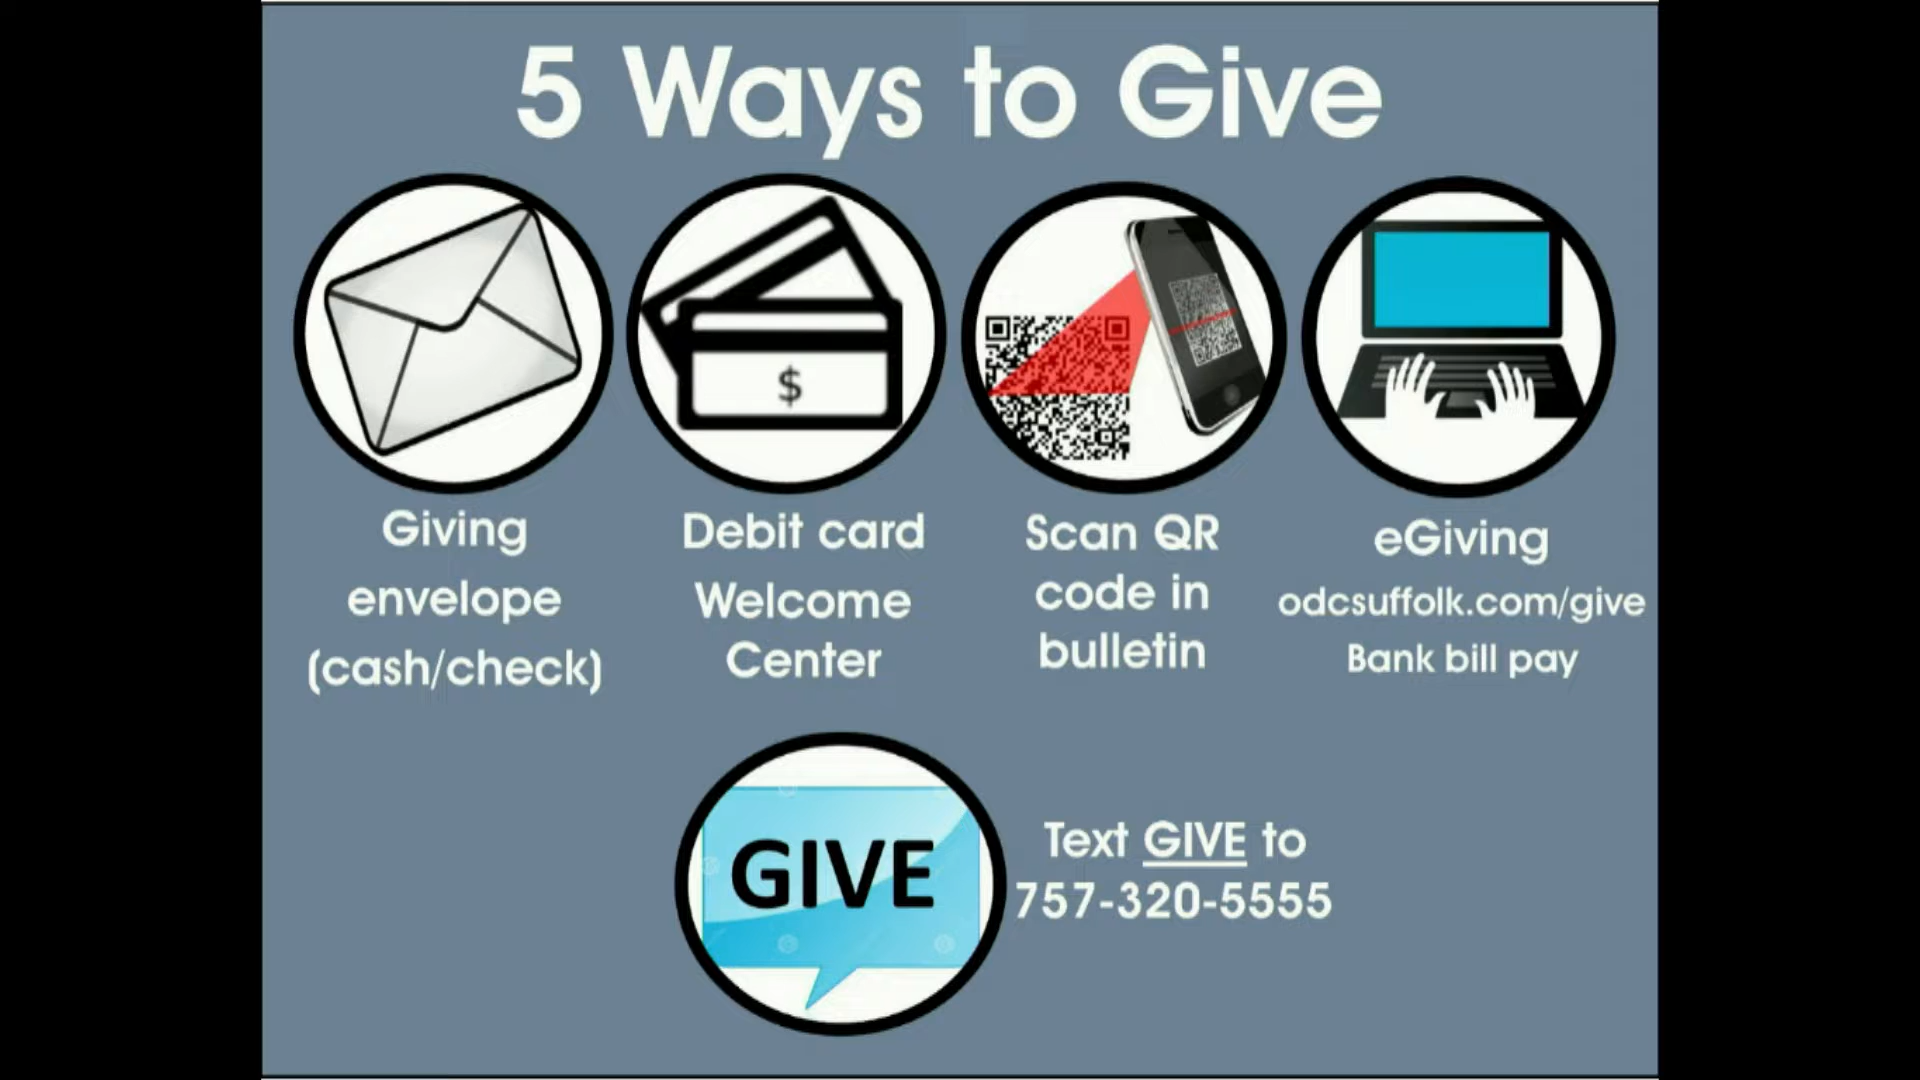 5 Ways to Give
$
Giving
envelope
(cash/check)
Debit card
Welcome
Center
Scan QR
code in
bulletin
eGiving
odcsuffolk.com/give
Bank bill pay
GIVE
Text GIVE to
757-320-5555